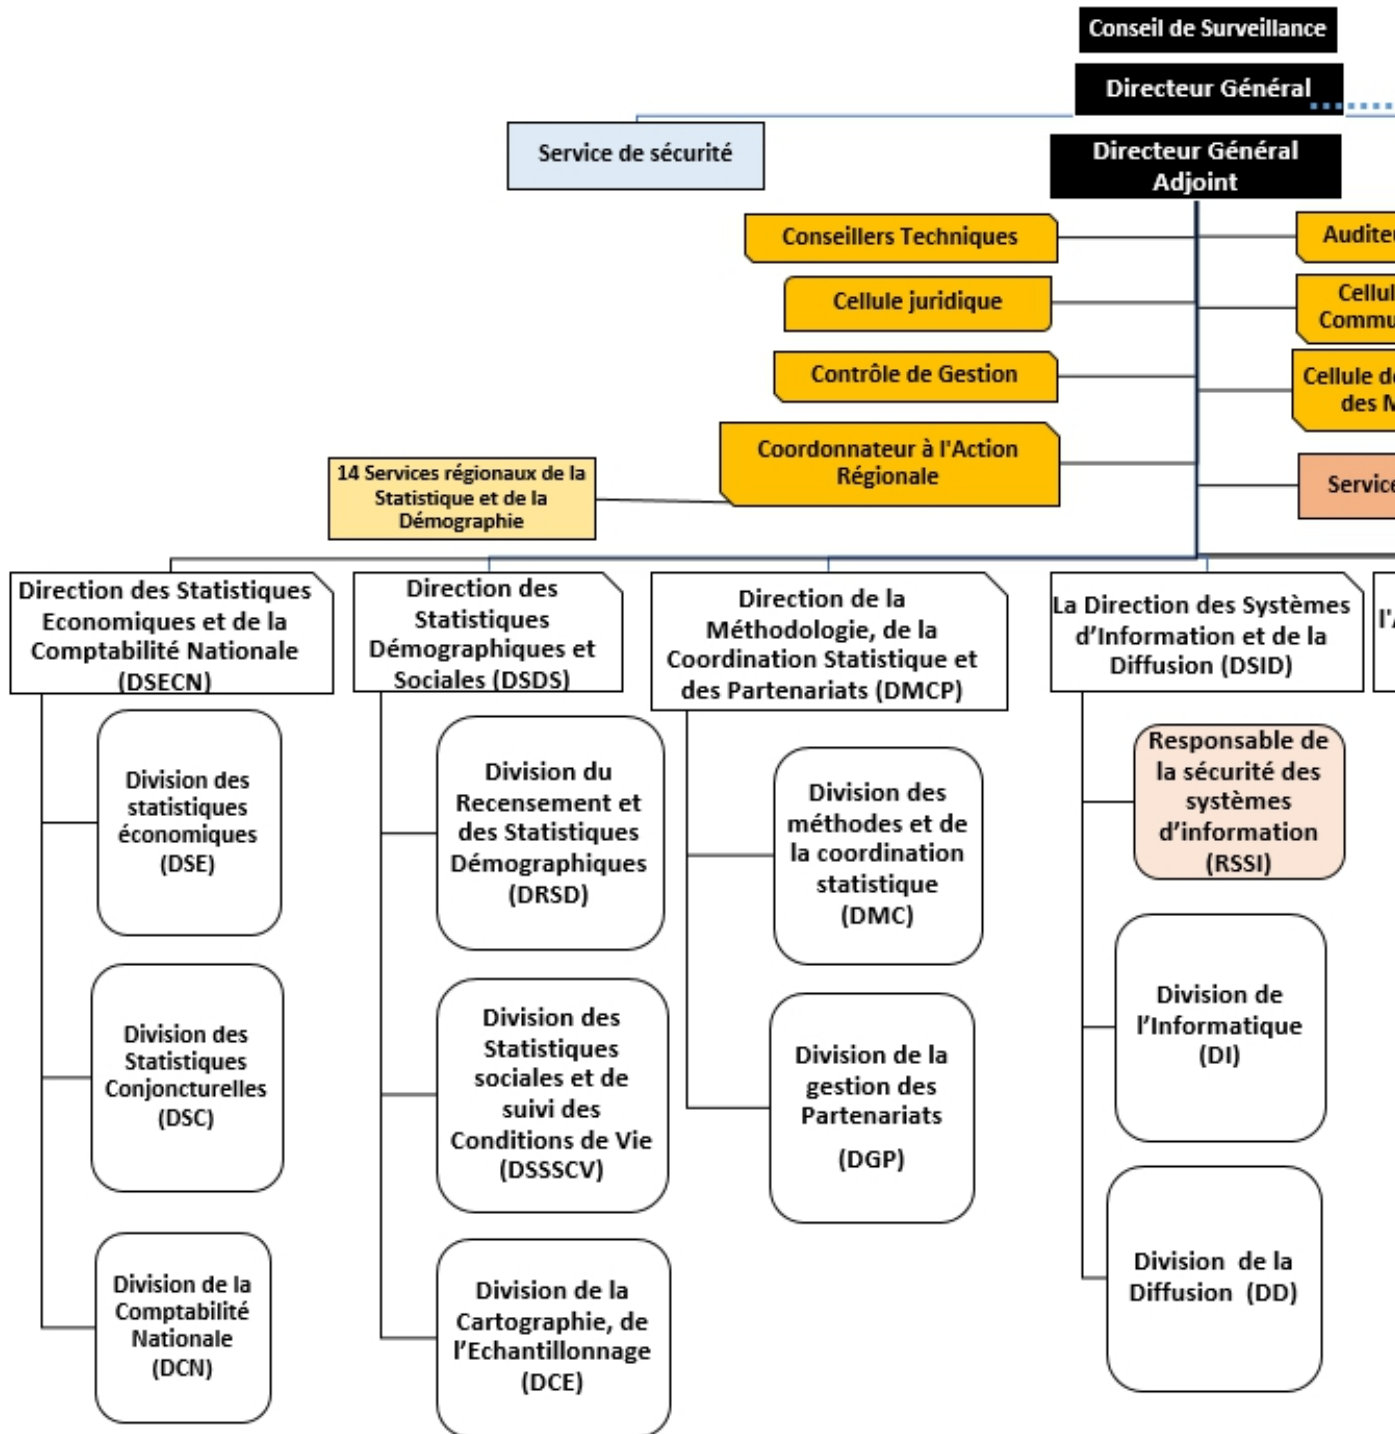 Conseil de Surveillance
Directeur Général
Service de sécurité
Directeur Général
Adjoint
Conseillers Techniques
Cellule juridique
Cellul
Commu
Contrôle de Gestion
Cellule de
des M
Coordonnateur à l'Action
Régionale
14 Services régionaux de la
Statistique et de la
Démographie
Service
Direction des Statistiques
Economiques et de la
Comptabilité Nationale
(DSECN)
Division des
statistiques
économiques
(DSE)
Division des
Statistiques
Conjoncturelles
(DSC)
Division de la
Comptabilité
Nationale
(DCN)
Direction des
Statistiques
Démographiques et
Sociales (DSDS)
Division du
Recensement et
des Statistiques
Démographiques
(DRSD)
Division des
Statistiques
sociales et de
suivi des
Conditions de Vie
(DSSSCV)
Division de la
Cartographie, de
l’Echantillonnage
(DCE)
Direction de la
Méthodologie, de la
Coordination Statistique et
des Partenariats (DMCP)
Division des
méthodes et de
la coordination
statistique
(DMC)
Division de la
gestion des
Partenariats
(DGP)
La Direction des Systèmes
d’Information et de la
Diffusion (DSID)
Responsable de
la sécurité des
systèmes
d’information
(RSSI)
Division de
l’Informatique
(DI)
Division de la
Diffusion (DD)